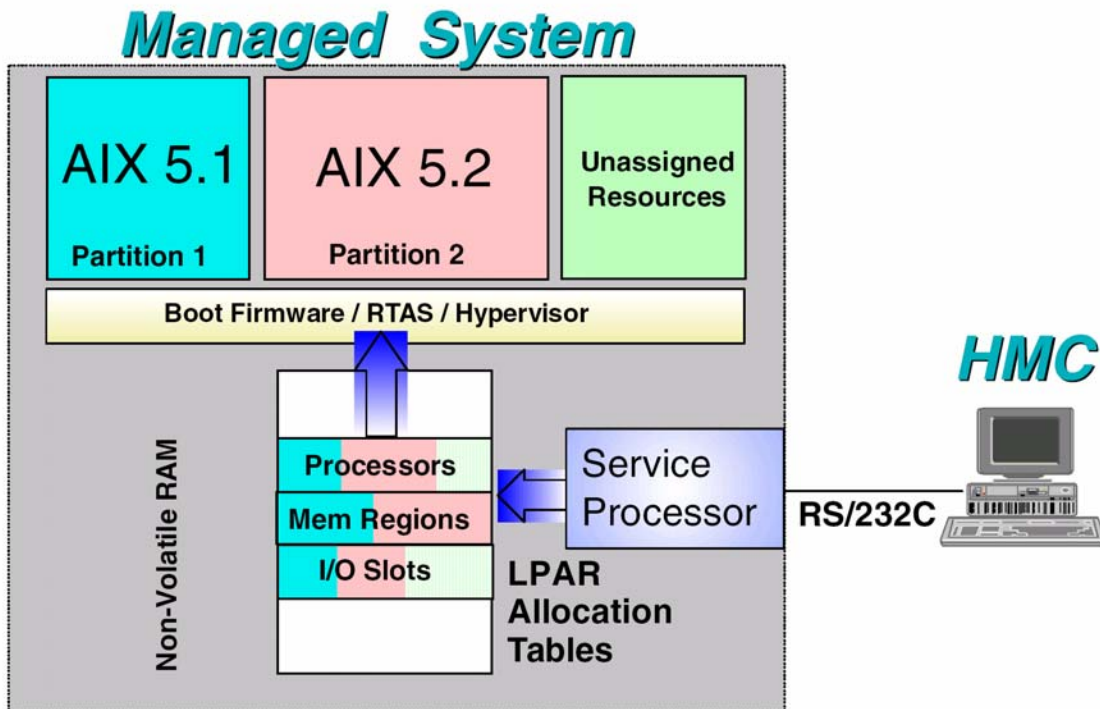 Managed System
AIX 5.1
Partition 1
AIX 5.2
Partition 2
Unassigned
Resources
Boot Firmware / RTAS / Hypervisor
HMC
Non-Volatile RAM
Processors
Mem Regions
I/O Slots
Service
Processor
RS/232C
LPAR
Allocation
Tables